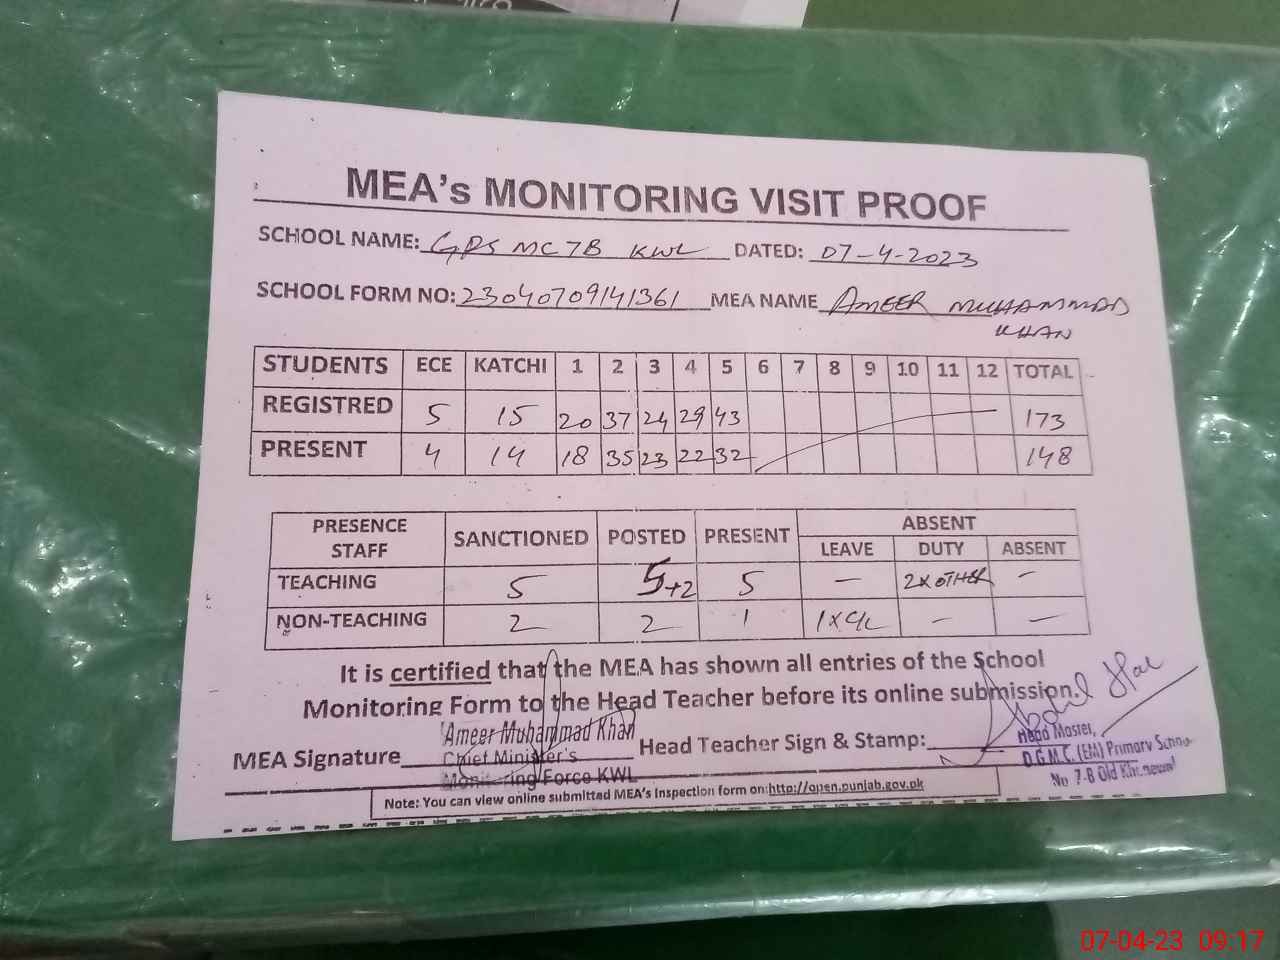 MEA's MONITORING VISIT PROOF
SCHOOL NAME: GPS MC 7B KWL DATED: 07-4-2023
SCHOOL FORM NO: 23040709141361 MEA NAME AMEER MUHAMMAD
KHAN
STUDENTS ECE KATCHI 1 2 3 4 5 6 7 8 9 10 11 12 TOTAL
REGISTRED 5 15 20 37 24 29 43 173
PRESENT 4 14 18 35 23 22 32 148
PRESENCE STAFF SANCTIONED POSTED PRESENT ABSENT
LEAVE DUTY ABSENT
TEACHING 5 5+2 5 – 2x OTHER –
NON-TEACHING 2 2 1 1xC/L – –
It is certified that the MEA has shown all entries of the School
Monitoring Form to the Head Teacher before its online submission.
MEA Signature Ameer Muhammad Khan
Chief Minister's
Monitoring Force KWL
Head Teacher Sign & Stamp:
Head Master,
D.G.M.C. (EM) Primary School
No 7-B Old Khanewal
Note: You can view online submitted MEA's Inspection form on:http://open.punjab.gov.pk
07-04-23 09:17